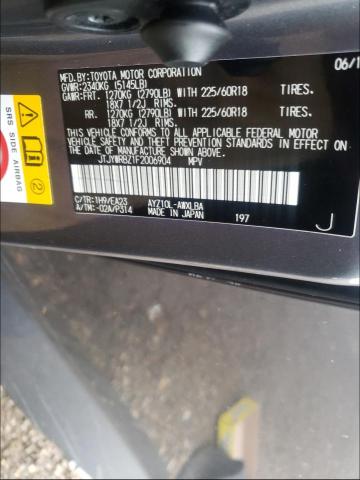 MFD.BY:TOYOTA MOTOR CORPORATION 06/1
GVWR:2340KG (5145LB)
GAWR:FRT. 1270KG (2790LB) WITH 225/60R18 TIRES.
18X7 1/2J RIMS.
RR. 1270KG (2790LB) WITH 225/60R18 TIRES.
18X7 1/2J RIMS.
THIS VEHICLE CONFORMS TO ALL APPLICABLE FEDERAL MOTOR
VEHICLE SAFETY AND THEFT PREVENTION STANDARDS IN
EFFECT ON THE DATE OF MANUFACTURE SHOWN ABOVE.
JTJYWRBZ1F2006904 MPV
C/TR:1H9/EA23 AYZ10L-AWXLBA
A/TM:-02A/P314 MADE IN JAPAN 197 J
SRS SIDE AIRBAG
2